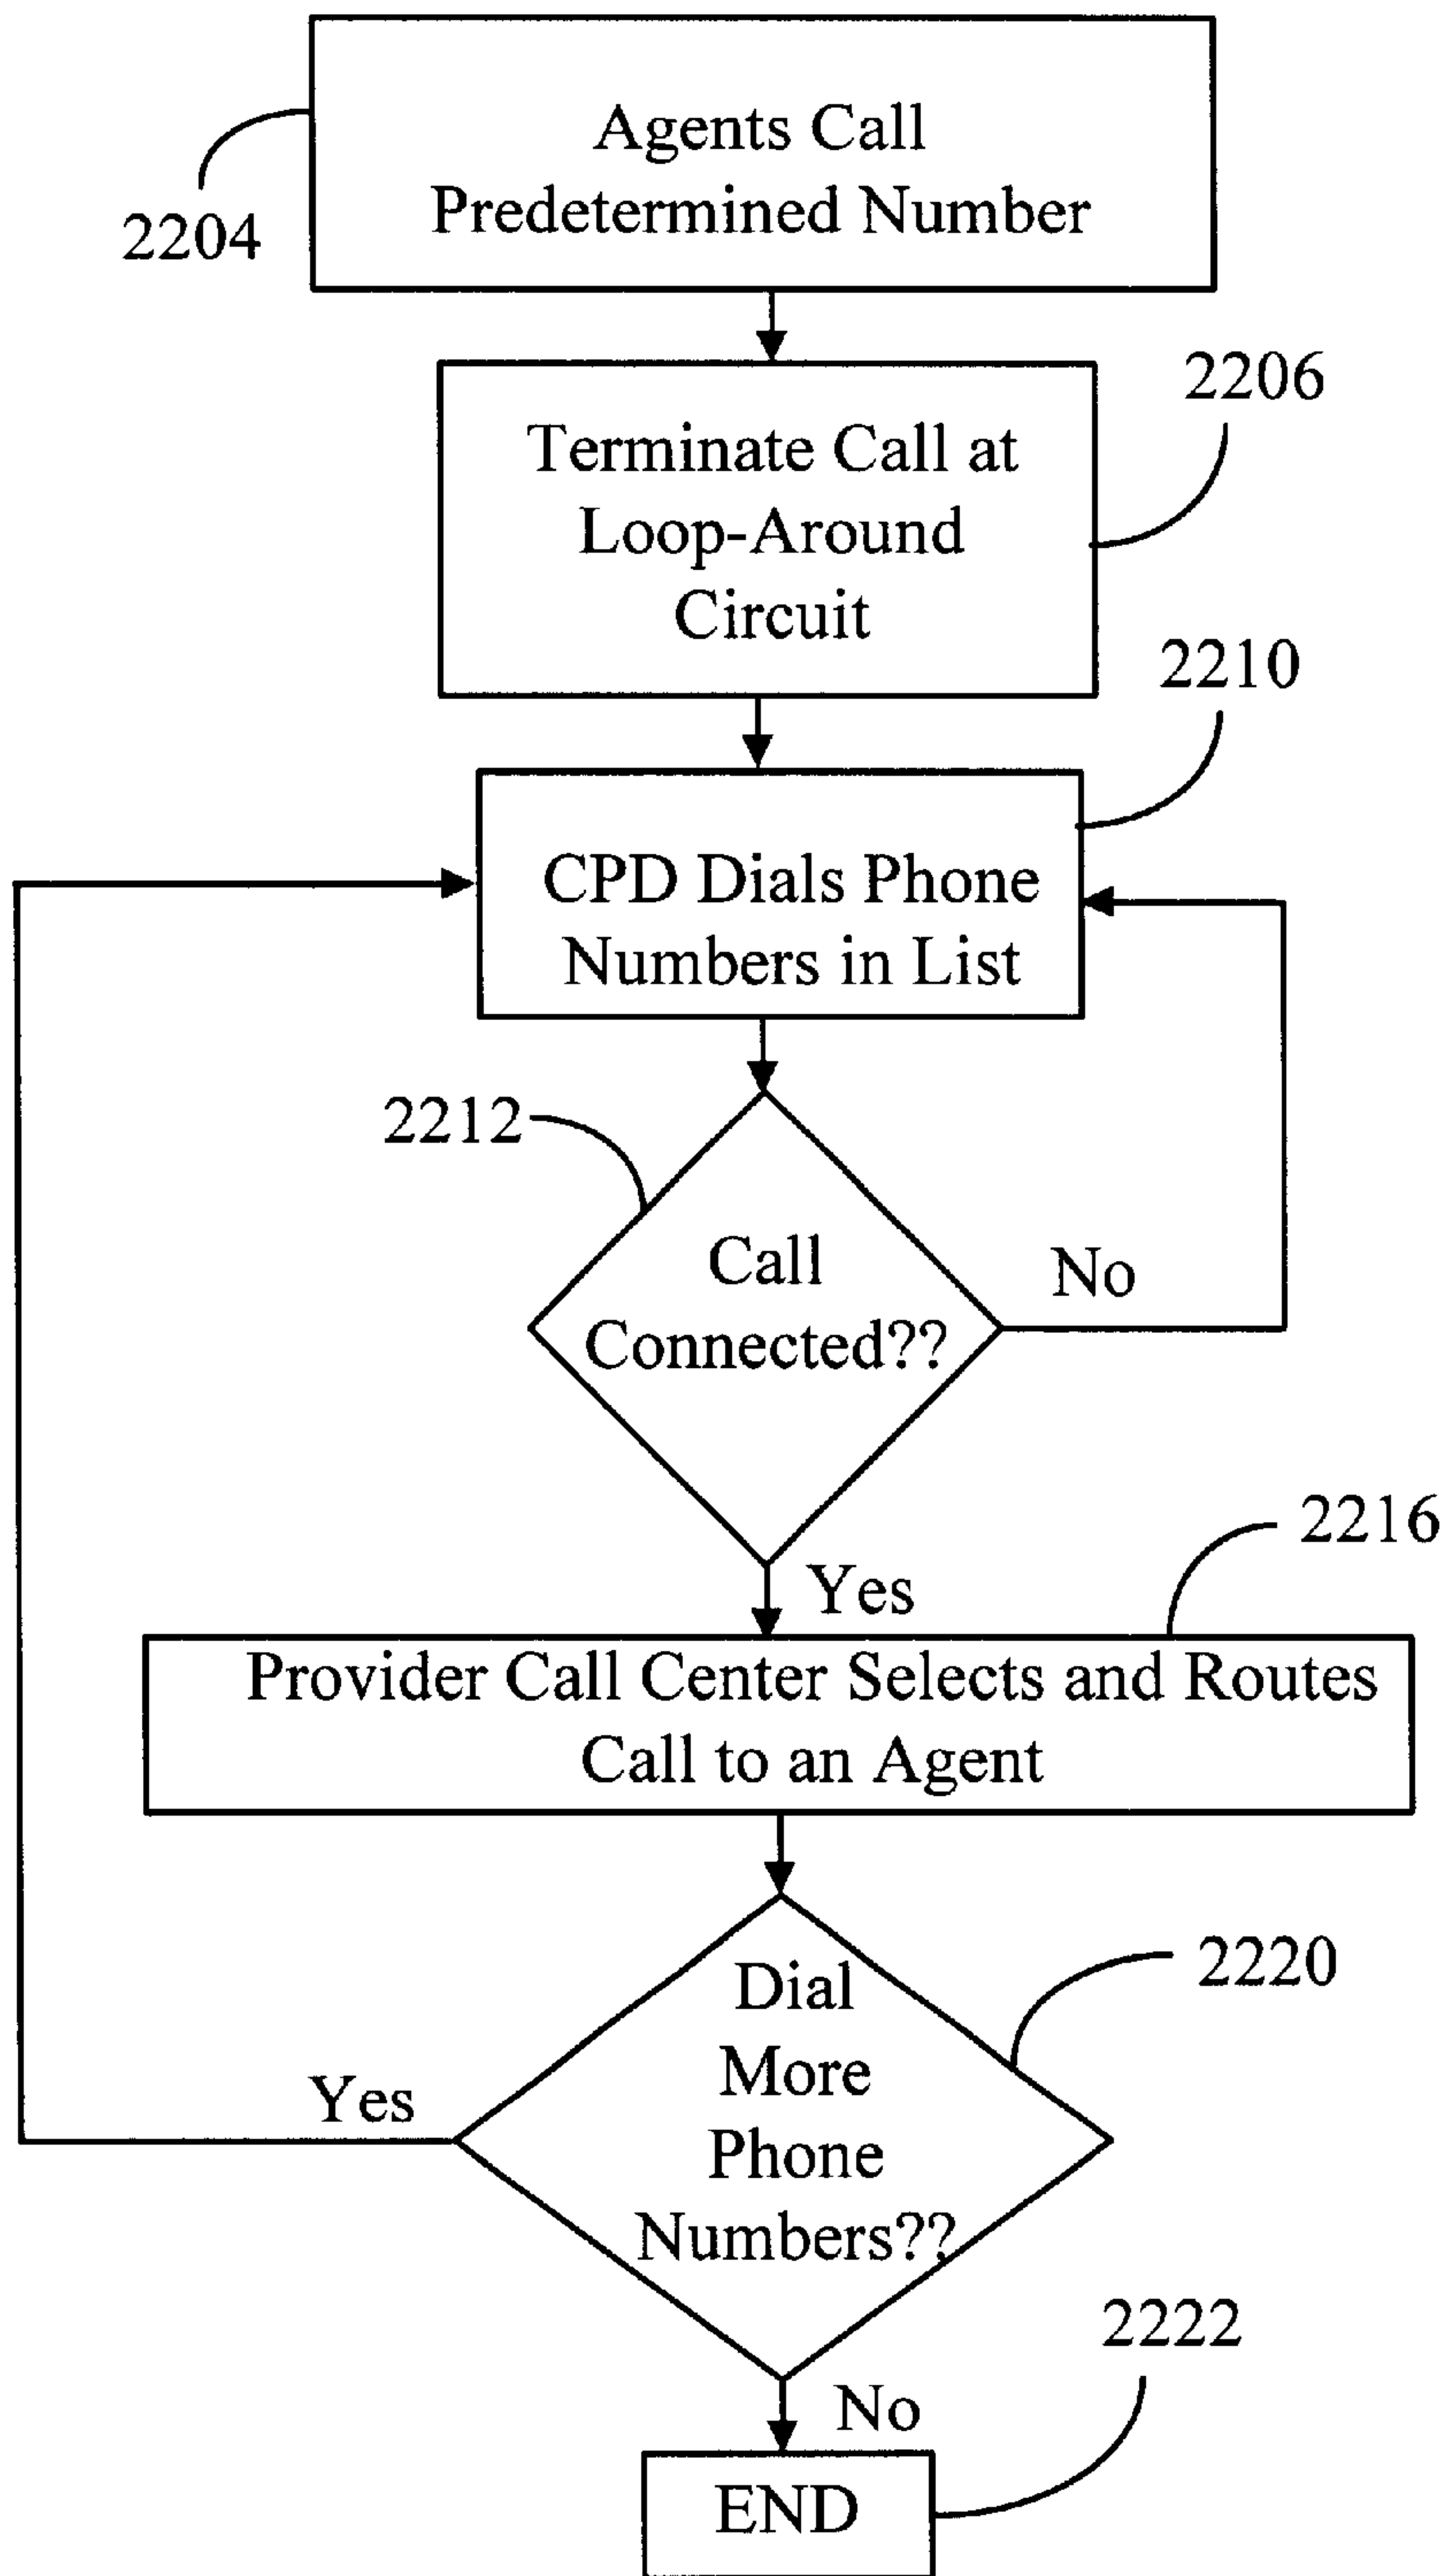 Agents Call
Predetermined Number
2204
2206
Terminate Call at
Loop-Around
Circuit
2210
CPD Dials Phone
Numbers in List
2212
Call
Connected??
No
2216
Yes
Provider Call Center Selects and Routes
Call to an Agent
2220
Dial
More
Phone
Numbers??
Yes
2222
No
END